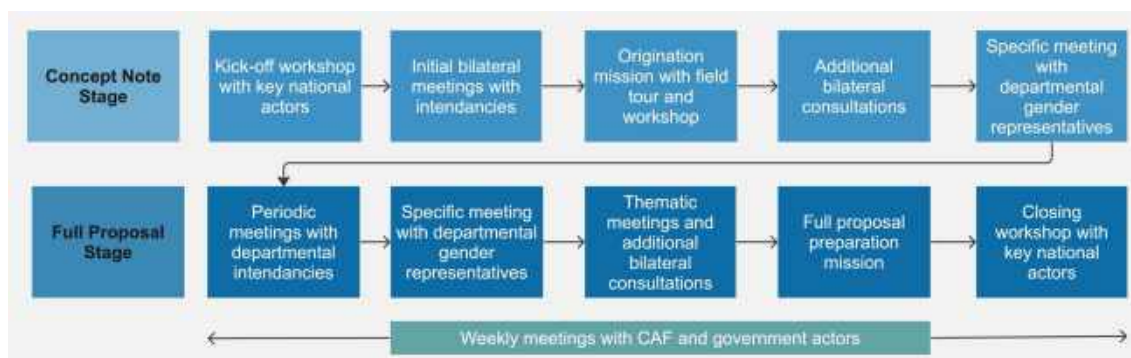 Concept Note
Stage
Kick-off workshop
with key national
actors
Initial bilateral
meetings with
intendancies
Origination
mission with field
tour and
workshop
Additional
bilateral
consultations
Specific meeting
with
departmental
gender
representatives
Full Proposal
Stage
Periodic
meetings with
departmental
intendancies
Specific meeting
with departmental
gender
representatives
Thematic
meetings and
additional
bilateral
consultations
Full proposal
preparation
mission
Closing
workshop with
key national
actors
Weekly meetings with CAF and government actors